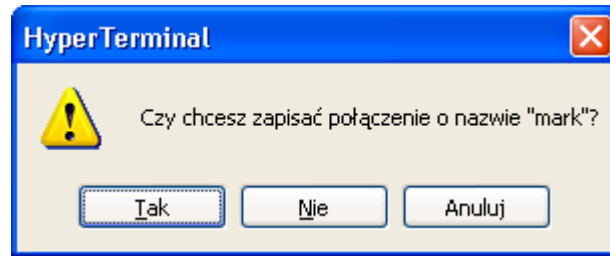 HyperTerminal
Czy chcesz zapisać połączenie o nazwie "mark"?
Tak Nie Anuluj